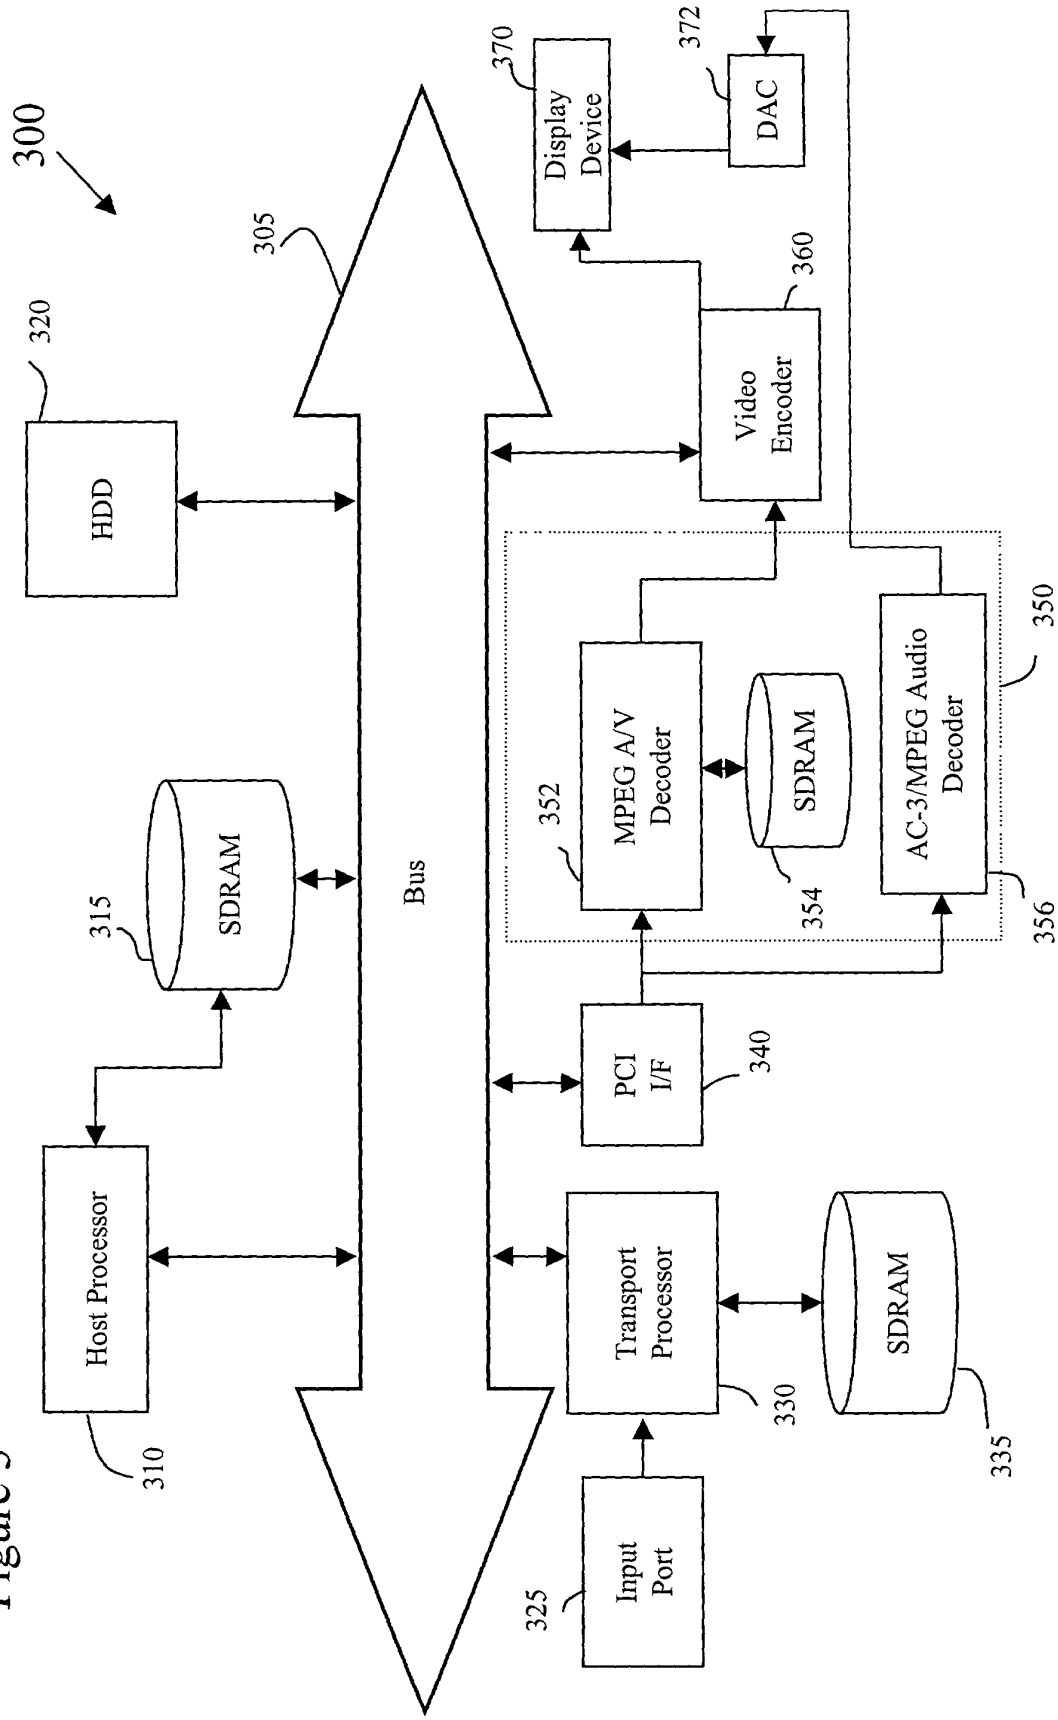 Figure 3
300
320
HDD
305
315
SDRAM
Host Processor
310
Bus
370
Display
Device
372
DAC
360
Video
Encoder
352
MPEG A/V
Decoder
354
SDRAM
AC-3/MPEG Audio
Decoder
350
356
PCI
I/F
340
Transport
Processor
330
SDRAM
335
325
Input
Port